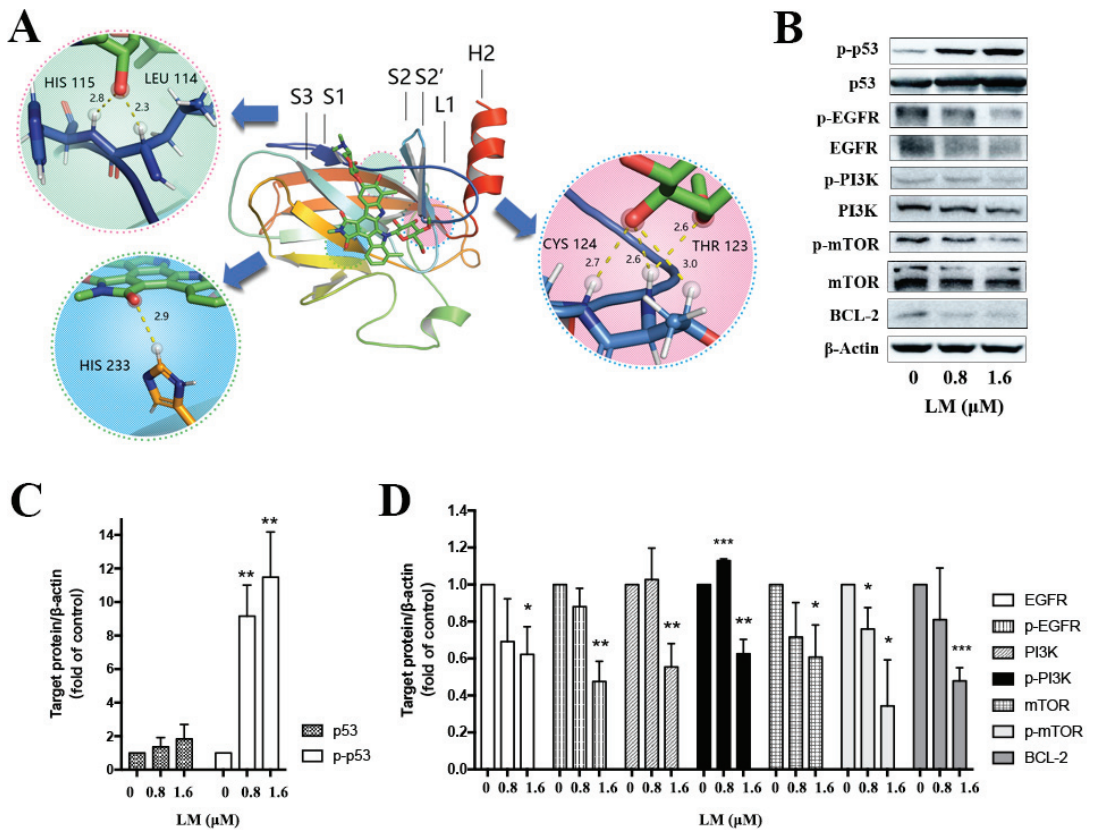 A
HIS 115
LEU 114
2.8
2.3
S3
S1
S2
S2′
L1
H2
HIS 233
2.9
CYS 124
THR 123
2.7
2.6
2.6
3.0
B
p-p53
p53
p-EGFR
EGFR
p-PI3K
PI3K
p-mTOR
mTOR
BCL-2
β-Actin
0 0.8 1.6
LM (μM)
C
Target protein/β-actin
(fold of control)
14
12
10
8
6
4
2
0
** **
0 0.8 1.6 0 0.8 1.6
LM (μM)
p53
p-p53
D
Target protein/β-actin
(fold of control)
1.4
1.2
1.0
0.8
0.6
0.4
0.2
0.0
* ** ** *** ** * * * ***
0 0.8 1.6 0 0.8 1.6 0 0.8 1.6 0 0.8 1.6 0 0.8 1.6 0 0.8 1.6 0 0.8 1.6
LM (μM)
EGFR
p-EGFR
PI3K
p-PI3K
mTOR
p-mTOR
BCL-2